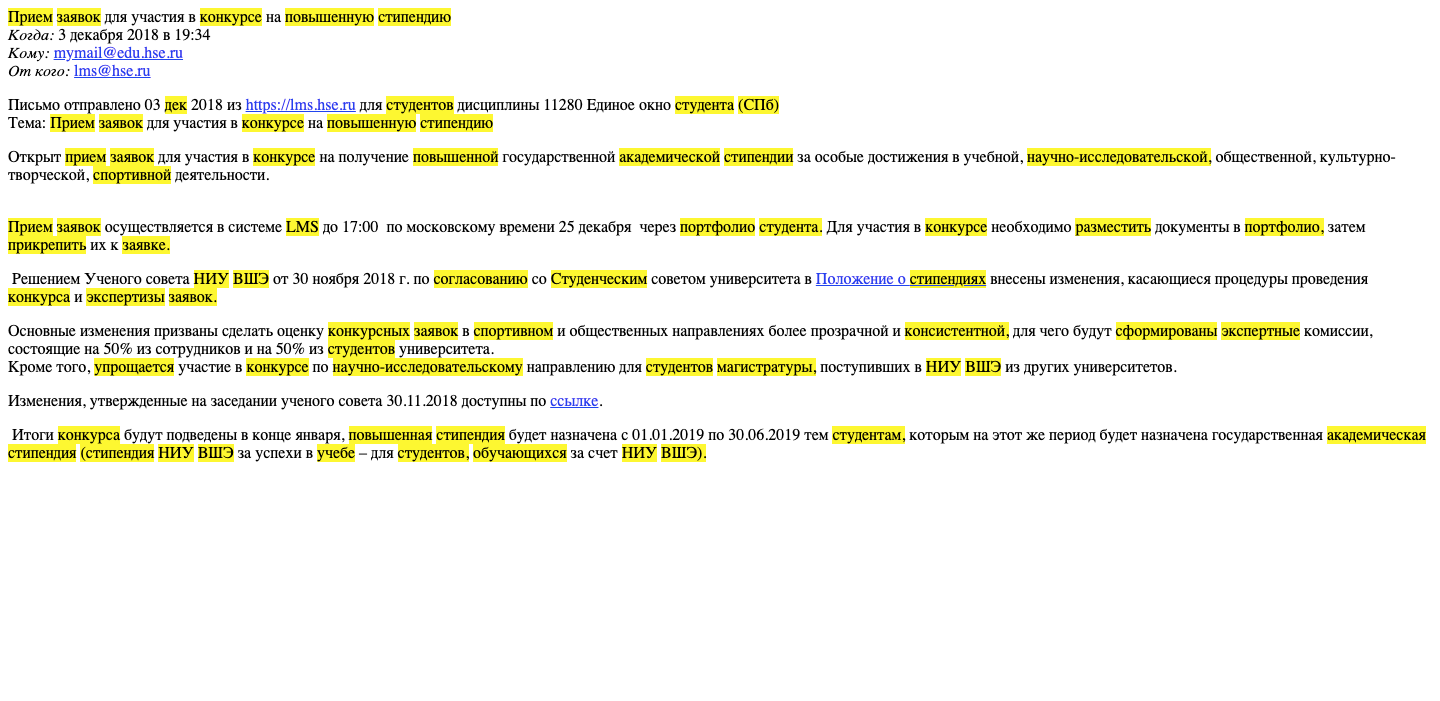 Прием заявок для участия в конкурсе на повышенную стипендию
Когда: 3 декабря 2018 в 19:34
Кому: mymail@edu.hse.ru
От кого: lms@hse.ru
Письмо отправлено 03 дек 2018 из https://lms.hse.ru для студентов дисциплины 11280 Единое окно студента (СПб)
Тема: Прием заявок для участия в конкурсе на повышенную стипендию
Открыт прием заявок для участия в конкурсе на получение повышенной государственной академической стипендии за особые достижения в учебной, научно-исследовательской, общественной, культурно-
творческой, спортивной деятельности.
Прием заявок осуществляется в системе LMS до 17:00  по московскому времени 25 декабря  через портфолио студента. Для участия в конкурсе необходимо разместить документы в портфолио, затем
прикрепить их к заявке.
Решением Ученого совета НИУ ВШЭ от 30 ноября 2018 г. по согласованию со Студенческим советом университета в Положение о стипендиях внесены изменения, касающиеся процедуры проведения
конкурса и экспертизы заявок.
Основные изменения призваны сделать оценку конкурсных заявок в спортивном и общественных направлениях более прозрачной и консистентной, для чего будут сформированы экспертные комиссии,
состоящие на 50% из сотрудников и на 50% из студентов университета.
Кроме того, упрощается участие в конкурсе по научно-исследовательскому направлению для студентов магистратуры, поступивших в НИУ ВШЭ из других университетов.
Изменения, утвержденные на заседании ученого совета 30.11.2018 доступны по ссылке.
Итоги конкурса будут подведены в конце января, повышенная стипендия будет назначена с 01.01.2019 по 30.06.2019 тем студентам, которым на этот же период будет назначена государственная академическая
стипендия (стипендия НИУ ВШЭ за успехи в учебе – для студентов, обучающихся за счет НИУ ВШЭ).